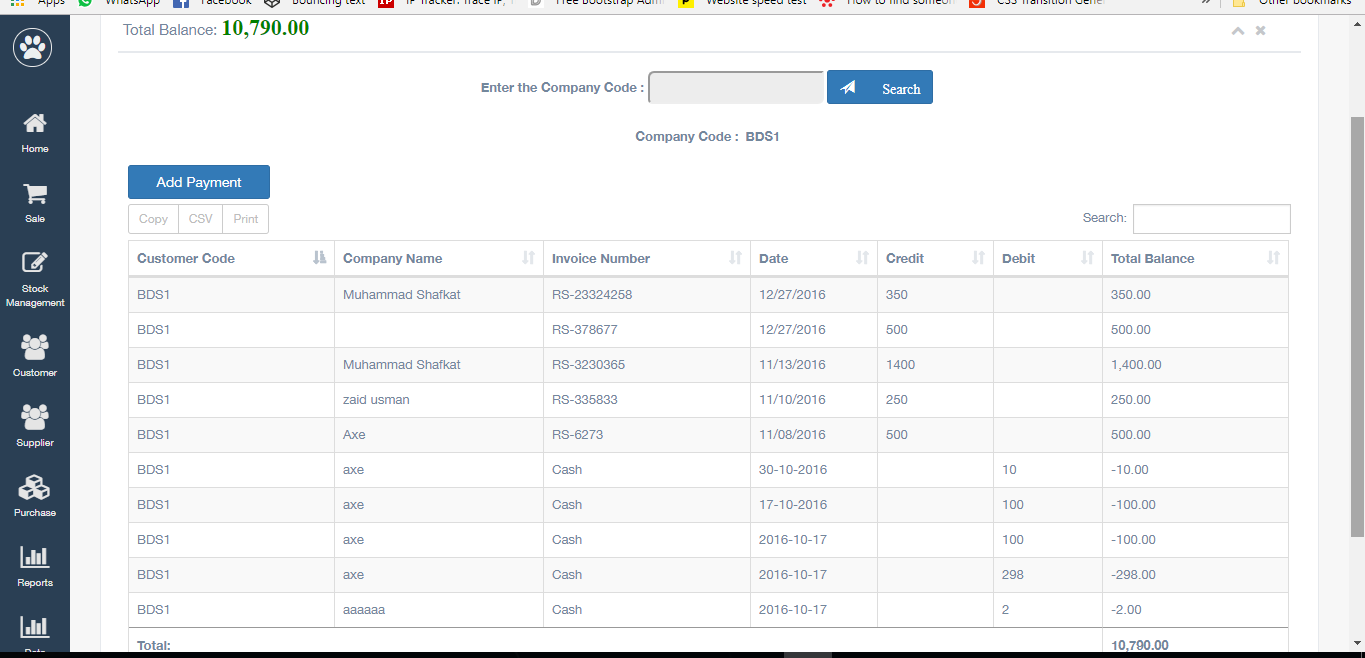 Apps WhatsApp Facebook Bouncing text IP IP Tracker: Trace IP, Free Bootstrap Admi Website speed test How to find someon CSS Transition Gener » Other bookmarks
Total Balance: 10,790.00
Enter the Company Code : Search
Company Code : BDS1
Home
Sale
Stock
Management
Customer
Supplier
Purchase
Reports
Add Payment
Copy CSV Print Search:
Customer Code Company Name Invoice Number Date Credit Debit Total Balance
BDS1 Muhammad Shafkat RS-23324258 12/27/2016 350 350.00
BDS1 RS-378677 12/27/2016 500 500.00
BDS1 Muhammad Shafkat RS-3230365 11/13/2016 1400 1,400.00
BDS1 zaid usman RS-335833 11/10/2016 250 250.00
BDS1 Axe RS-6273 11/08/2016 500 500.00
BDS1 axe Cash 30-10-2016 10 -10.00
BDS1 axe Cash 17-10-2016 100 -100.00
BDS1 axe Cash 2016-10-17 100 -100.00
BDS1 axe Cash 2016-10-17 298 -298.00
BDS1 aaaaaa Cash 2016-10-17 2 -2.00
Total: 10,790.00